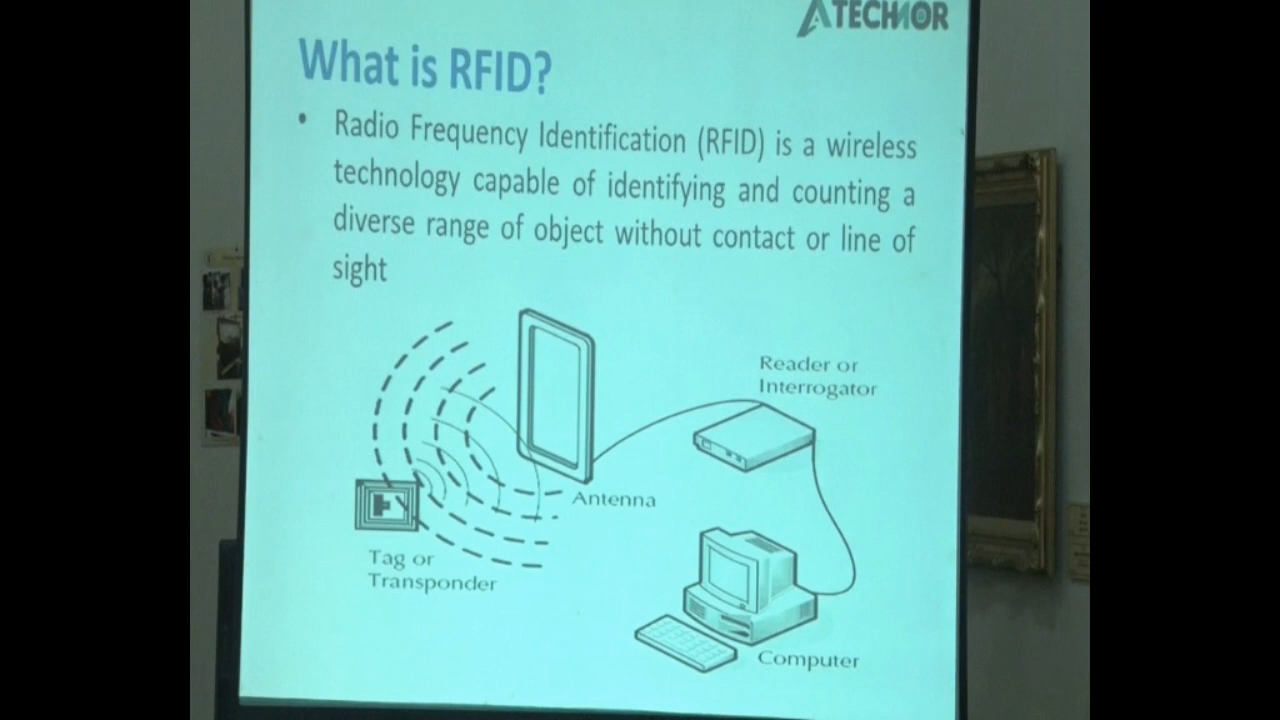 ATECHNOR
What is RFID?
• Radio Frequency Identification (RFID) is a wireless
technology capable of identifying and counting a
diverse range of object without contact or line of
sight
Reader or
Interrogator
Antenna
Tag or
Transponder
Computer